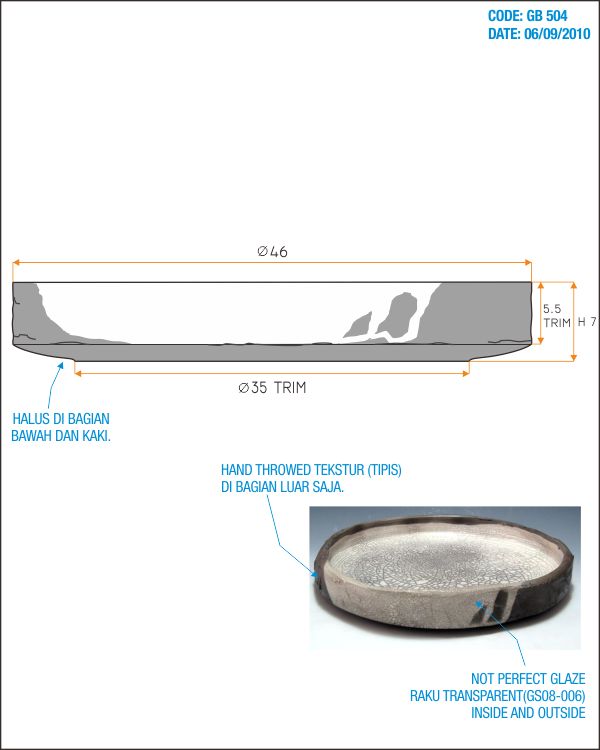 CODE: GB 504
DATE: 06/09/2010
Ø46
5.5
TRIM
H 7
Ø35 TRIM
HALUS DI BAGIAN
BAWAH DAN KAKI.
HAND THROWED TEKSTUR (TIPIS)
DI BAGIAN LUAR SAJA.
NOT PERFECT GLAZE
RAKU TRANSPARENT(GS08-006)
INSIDE AND OUTSIDE